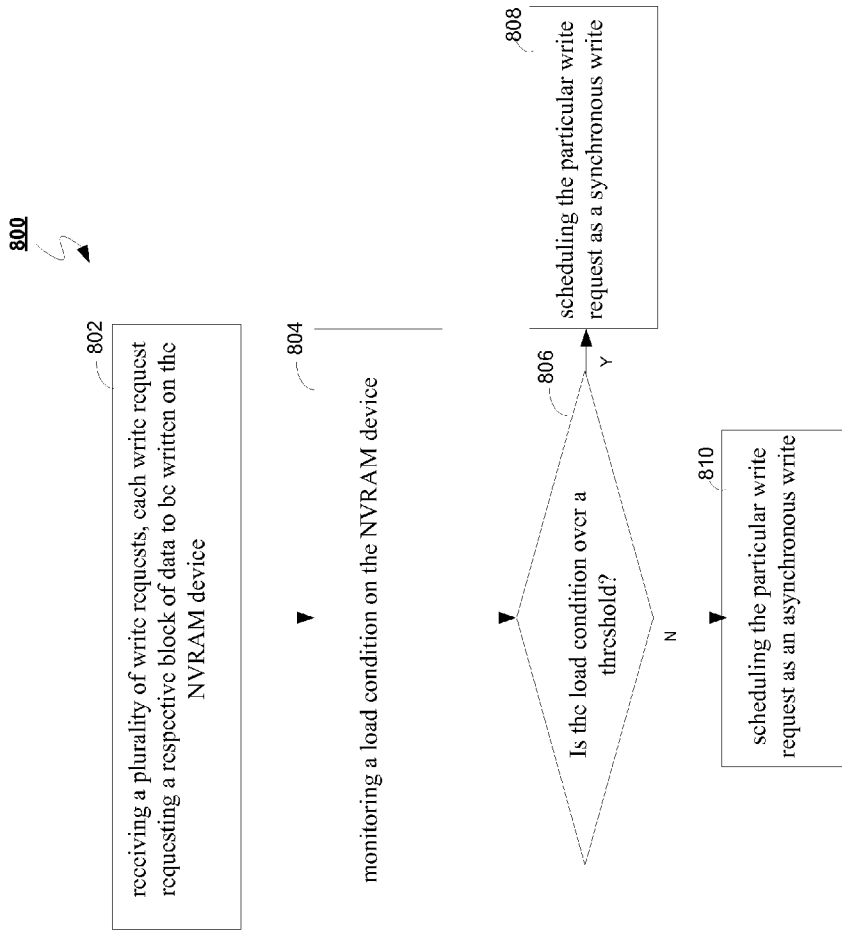 800
802
receiving a plurality of write requests, each write request
requesting a respective block of data to be written on the
NVRAM device
804
monitoring a load condition on the NVRAM device
806
Is the load condition over a
threshold?
Y
808
scheduling the particular write
request as a synchronous write
N
810
scheduling the particular write
request as an asynchronous write